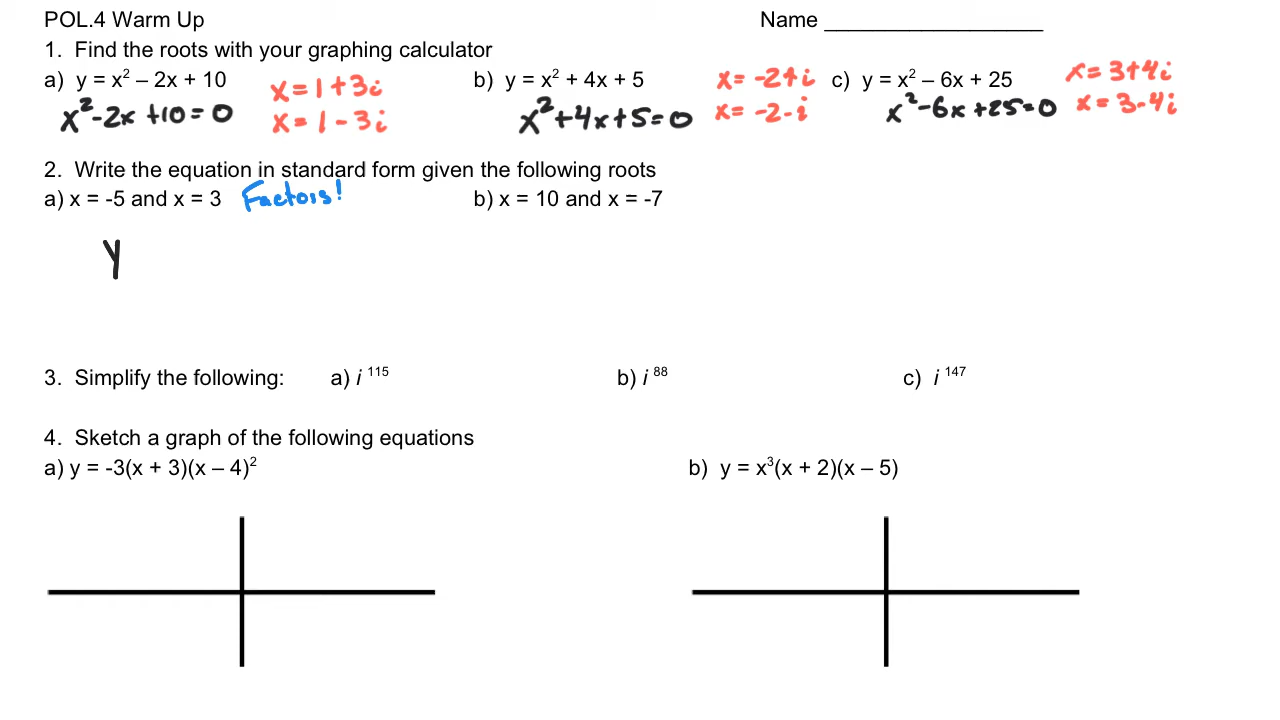 POL.4 Warm Up Name ___________________
1. Find the roots with your graphing calculator
a) y = x² – 2x + 10 x = 1 + 3i b) y = x² + 4x + 5 x = -2 + i c) y = x² – 6x + 25 x = 3 + 4i
x² - 2x + 10 = 0 x = 1 - 3i x² + 4x + 5 = 0 x = -2 - i x² - 6x + 25 = 0 x = 3 - 4i
2. Write the equation in standard form given the following roots
a) x = -5 and x = 3 Factors! b) x = 10 and x = -7
y
3. Simplify the following: a) i ¹¹⁵ b) i ⁸⁸ c) i ¹⁴⁷
4. Sketch a graph of the following equations
a) y = -3(x + 3)(x – 4)² b) y = x³(x + 2)(x – 5)